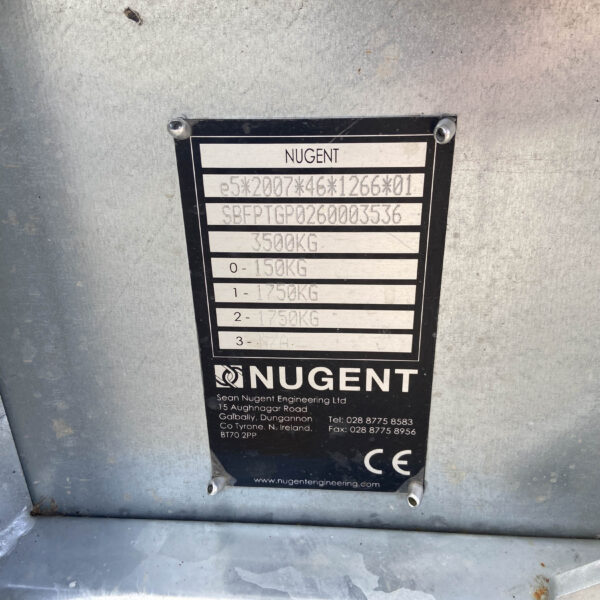 NUGENT
e5*2007*46*1266*01
SBFPTGP0260003536
3500KG
0 - 150KG
1 - 1750KG
2 - 1750KG
3 -
NUGENT
Sean Nugent Engineering Ltd
15 Aughnagar Road
Galbally, Dungannon Tel: 028 8775 8583
Co Tyrone, N. Ireland. Fax: 028 8775 8956
BT70 2PP
CE
www.nugentengineering.com